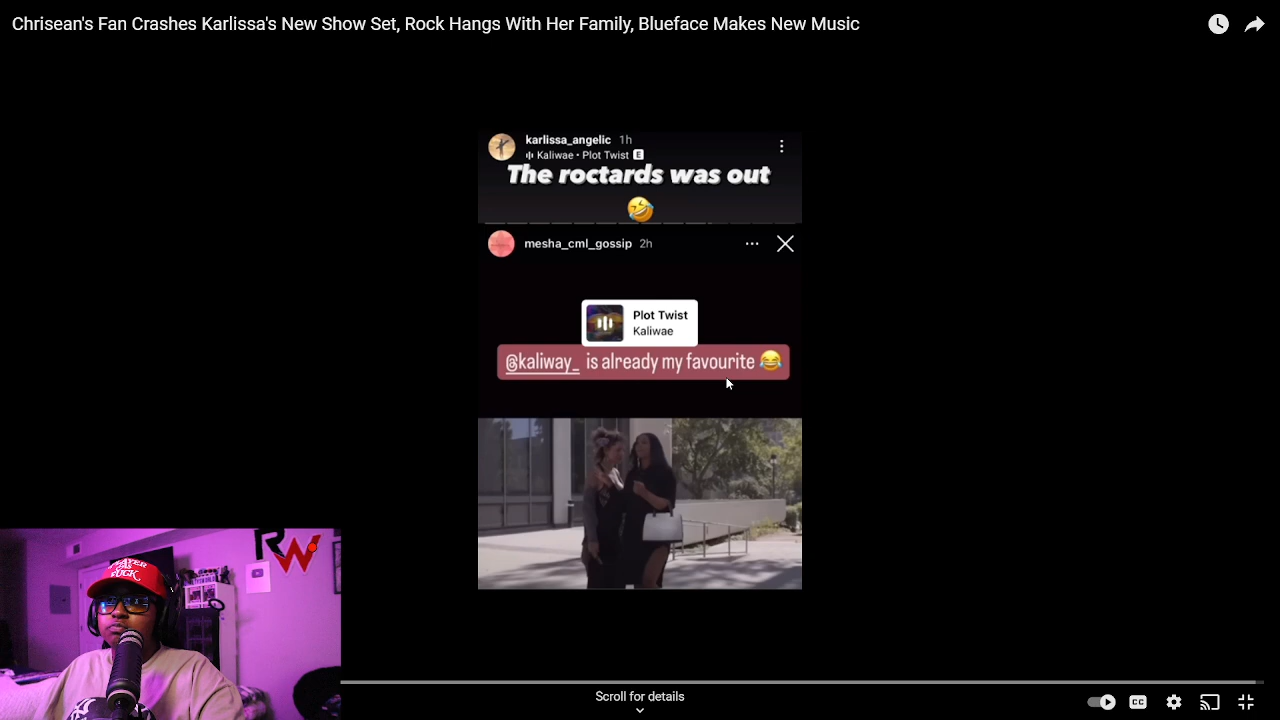 Chrisean's Fan Crashes Karlissa's New Show Set, Rock Hangs With Her Family, Blueface Makes New Music
karlissa_angelic 1h
Kaliwae • Plot Twist E
The roctards was out
🤣
mesha_cml_gossip 2h
Plot Twist
Kaliwae
@kaliway_ is already my favourite 😂
RW
Scroll for details
CC